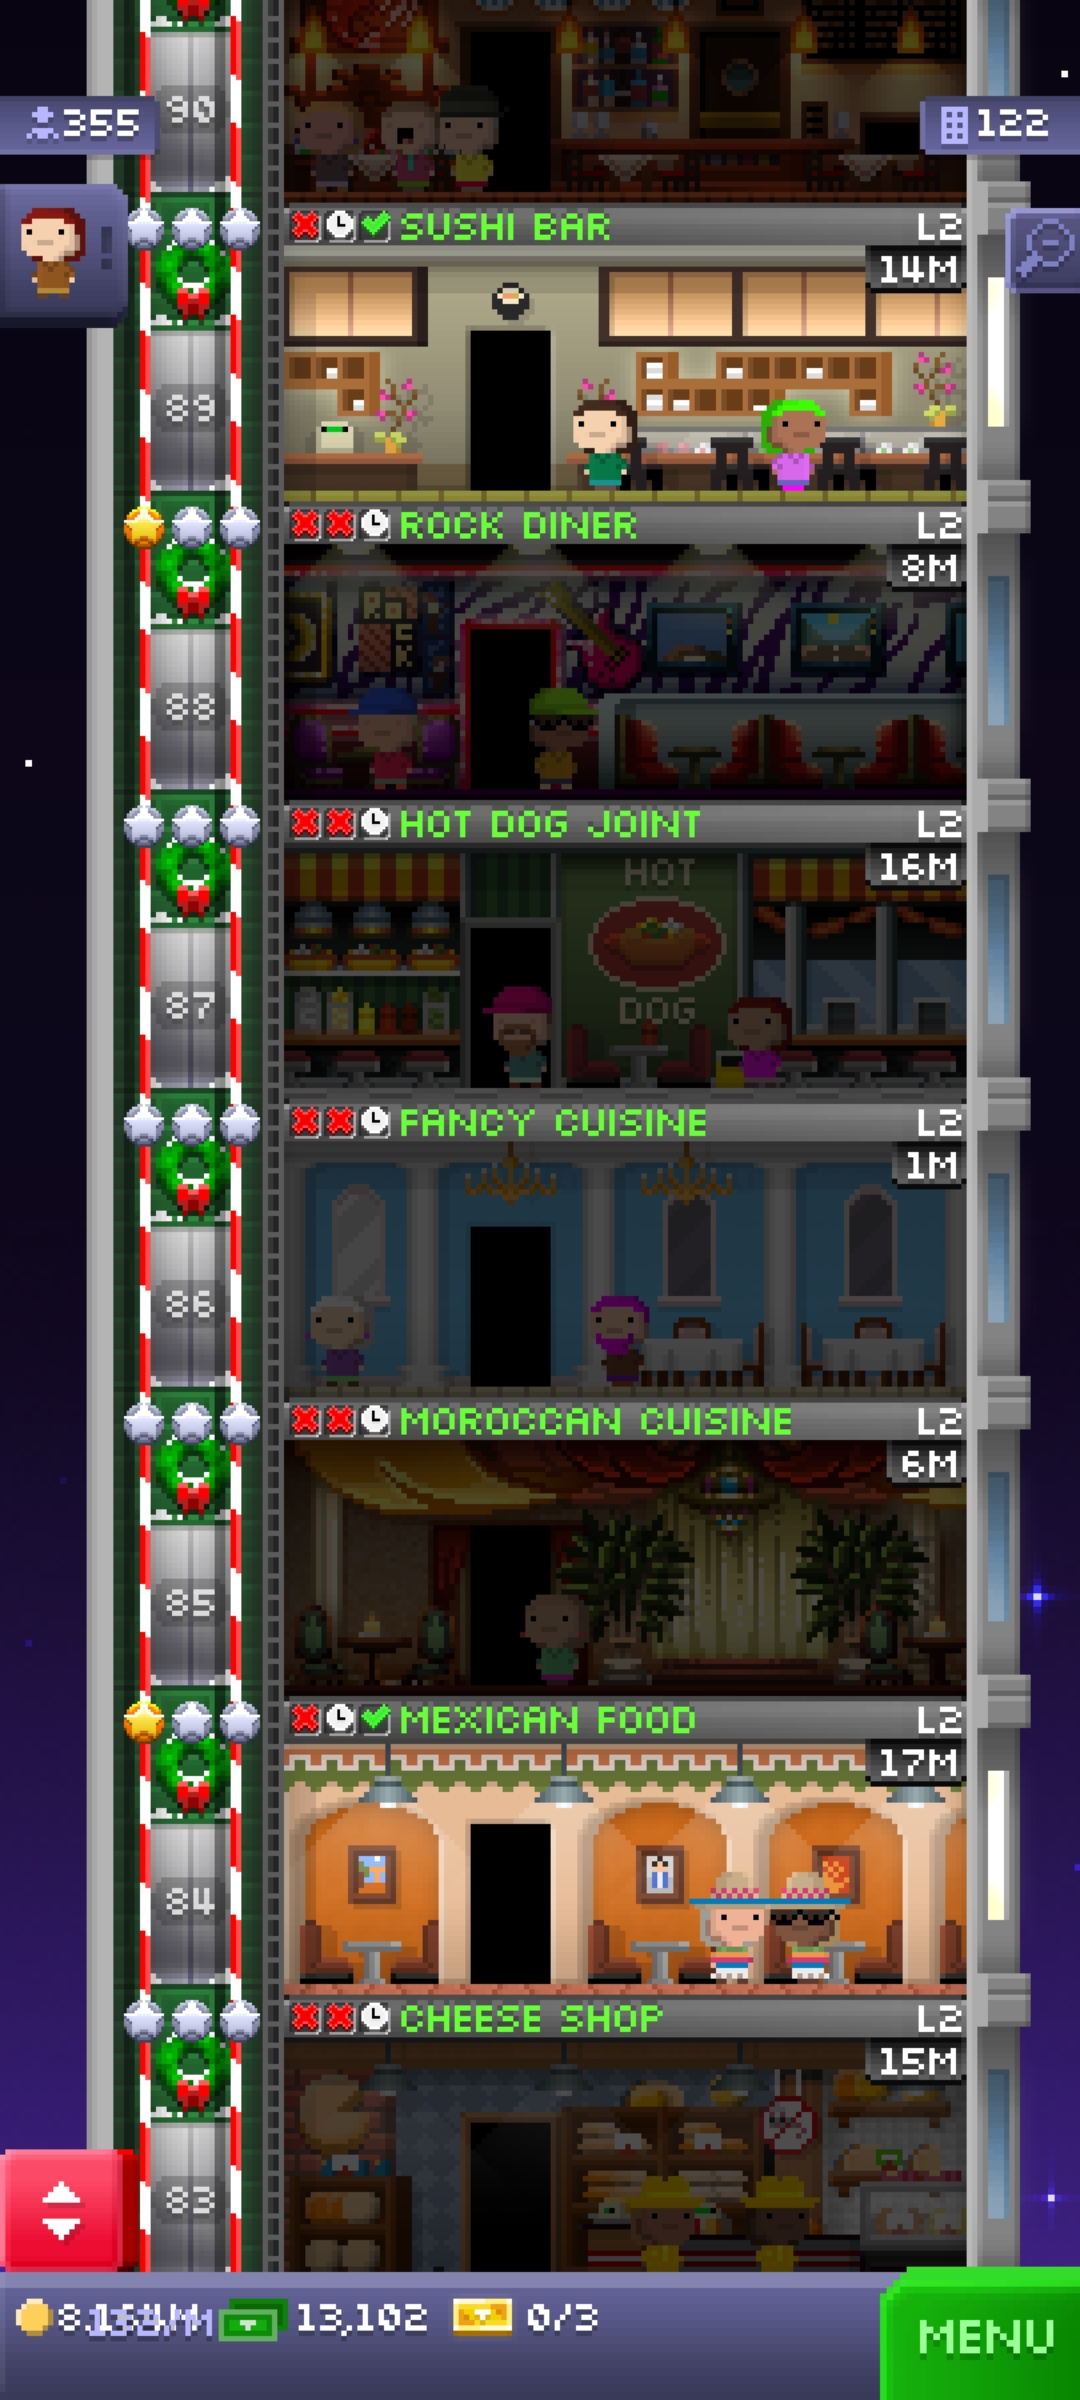 90
355
122
SUSHI BAR L2
14M
89
ROCK DINER L2
8M
ROCK
88
HOT DOG JOINT L2
16M
HOT
DOG
87
FANCY CUISINE L2
1M
86
MOROCCAN CUISINE L2
6M
85
MEXICAN FOOD L2
17M
84
CHEESE SHOP L2
15M
83
13,102 0/3
MENU